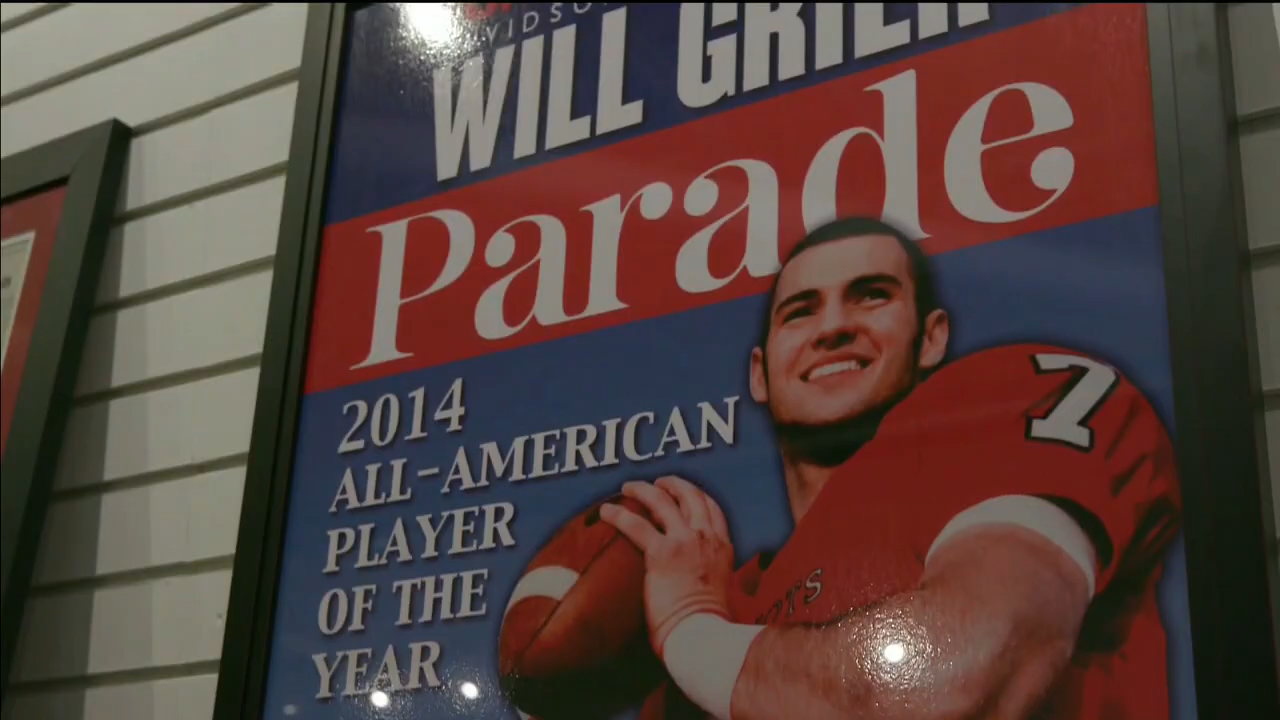 WILL GRIER
Parade
2014
ALL-AMERICAN
PLAYER
OF THE
YEAR
7